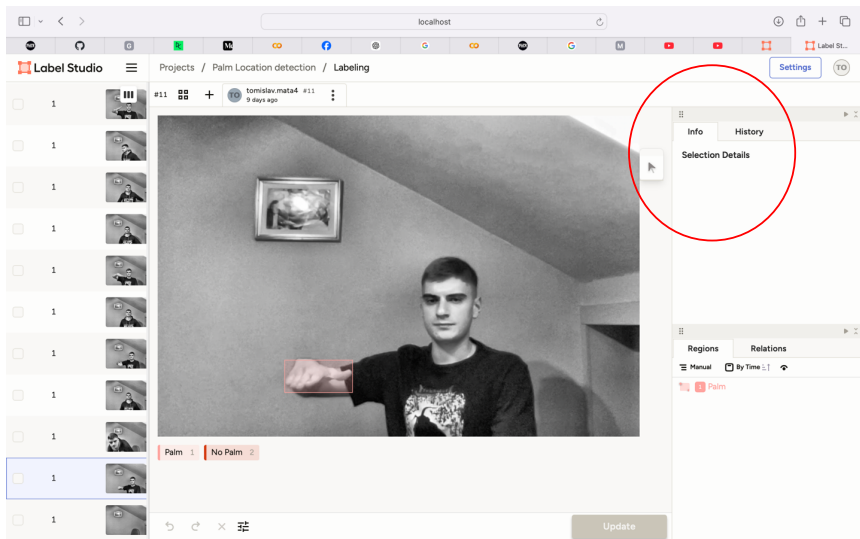 localhost
Label St...
Label Studio
Projects / Palm Location detection / Labeling
Settings
TO
#11
TO
tomislav.mata4 #11
9 days ago
1
1
1
1
1
1
1
1
1
1
1
Info
History
Selection Details
Regions
Relations
Manual
By Time
1 Palm
Palm 1
No Palm 2
Update